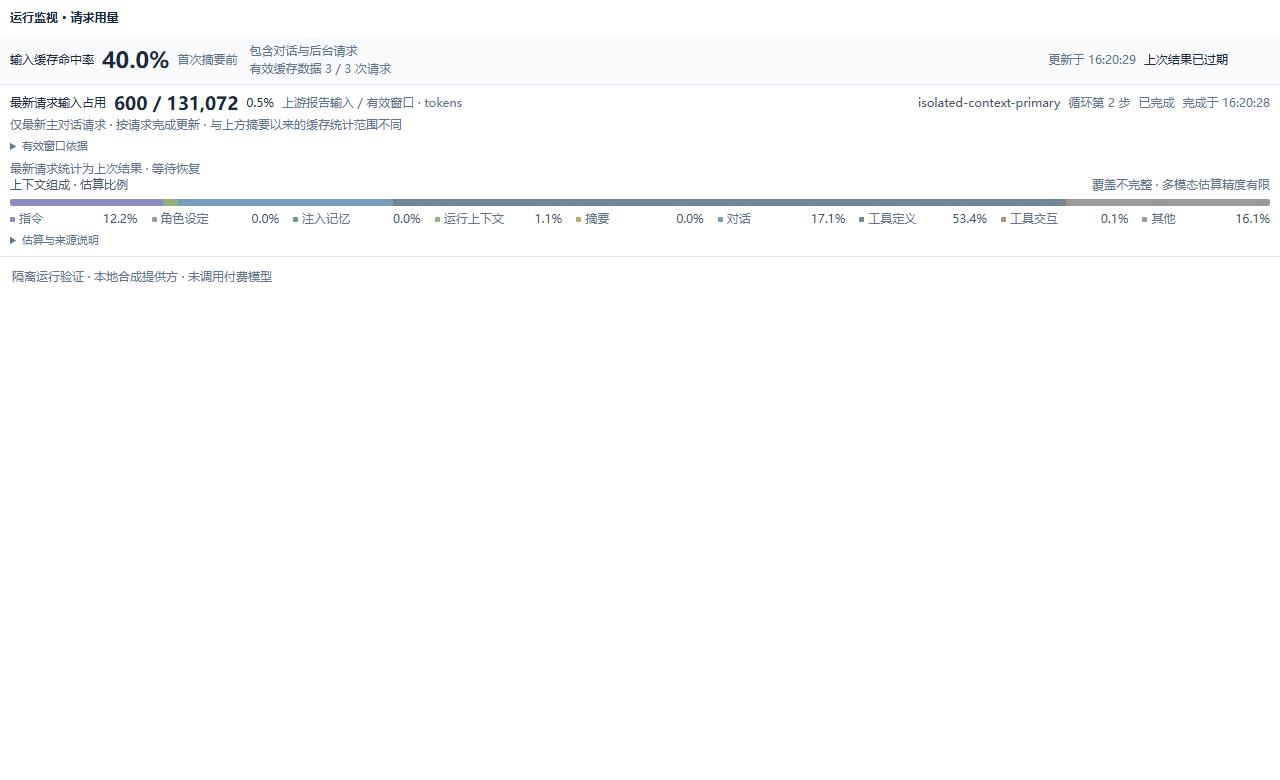 运行监视 · 请求用量
输入缓存命中率 40.0% 首次摘要前 包含对话与后台请求
有效缓存数据 3 / 3 次请求
更新于 16:20:29 上次结果已过期
最新请求输入占用 600 / 131,072 0.5% 上游报告输入 / 有效窗口 · tokens isolated-context-primary 循环第 2 步 已完成 完成于 16:20:28
仅最新主对话请求 · 按请求完成更新 · 与上方摘要以来的缓存统计范围不同
有效窗口依据
最新请求统计为上次结果 · 等待恢复
上下文组成 · 估算比例 覆盖不完整 · 多模态估算精度有限
指令 12.2% 角色设定 0.0% 注入记忆 0.0% 运行上下文 1.1% 摘要 0.0% 对话 17.1% 工具定义 53.4% 工具交互 0.1% 其他 16.1%
估算与来源说明
隔离运行验证 · 本地合成提供方 · 未调用付费模型